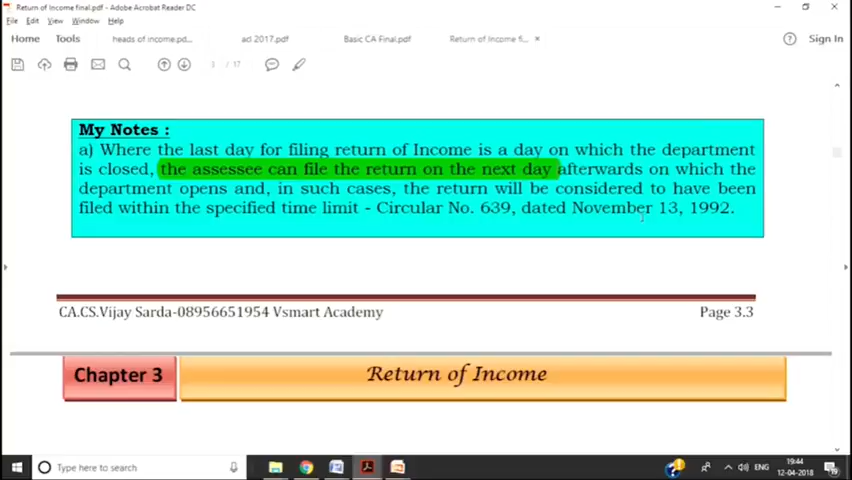 Return of Income final.pdf - Adobe Acrobat Reader DC
File Edit View Window Help
Home Tools heads of income.pd... ad 2017.pdf Basic CA Final.pdf Return of Income fi... × Sign In
3 / 17
My Notes :
a) Where the last day for filing return of Income is a day on which the department
is closed, the assessee can file the return on the next day afterwards on which the
department opens and, in such cases, the return will be considered to have been
filed within the specified time limit - Circular No. 639, dated November 13, 1992.
CA.CS.Vijay Sarda-08956651954 Vsmart Academy Page 3.3
Chapter 3 Return of Income
Type here to search
ENG
19:44
12-04-2018